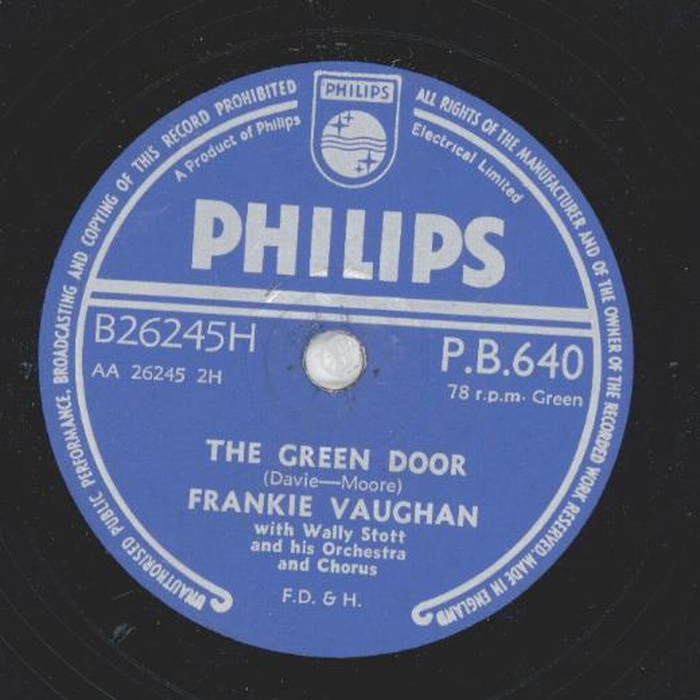 PHILIPS
UNAUTHORISED PUBLIC PERFORMANCE, BROADCASTING AND COPYING OF THIS RECORD PROHIBITED
ALL RIGHTS OF THE MANUFACTURER AND OF THE OWNER OF THE RECORDED WORK RESERVED. MADE IN ENGLAND
A Product of Philips Electrical Limited
PHILIPS
B26245H
P.B.640
AA 26245 2H
78 r.p.m. Green
THE GREEN DOOR
(Davie—Moore)
FRANKIE VAUGHAN
with Wally Stott
and his Orchestra
and Chorus
F.D. & H.